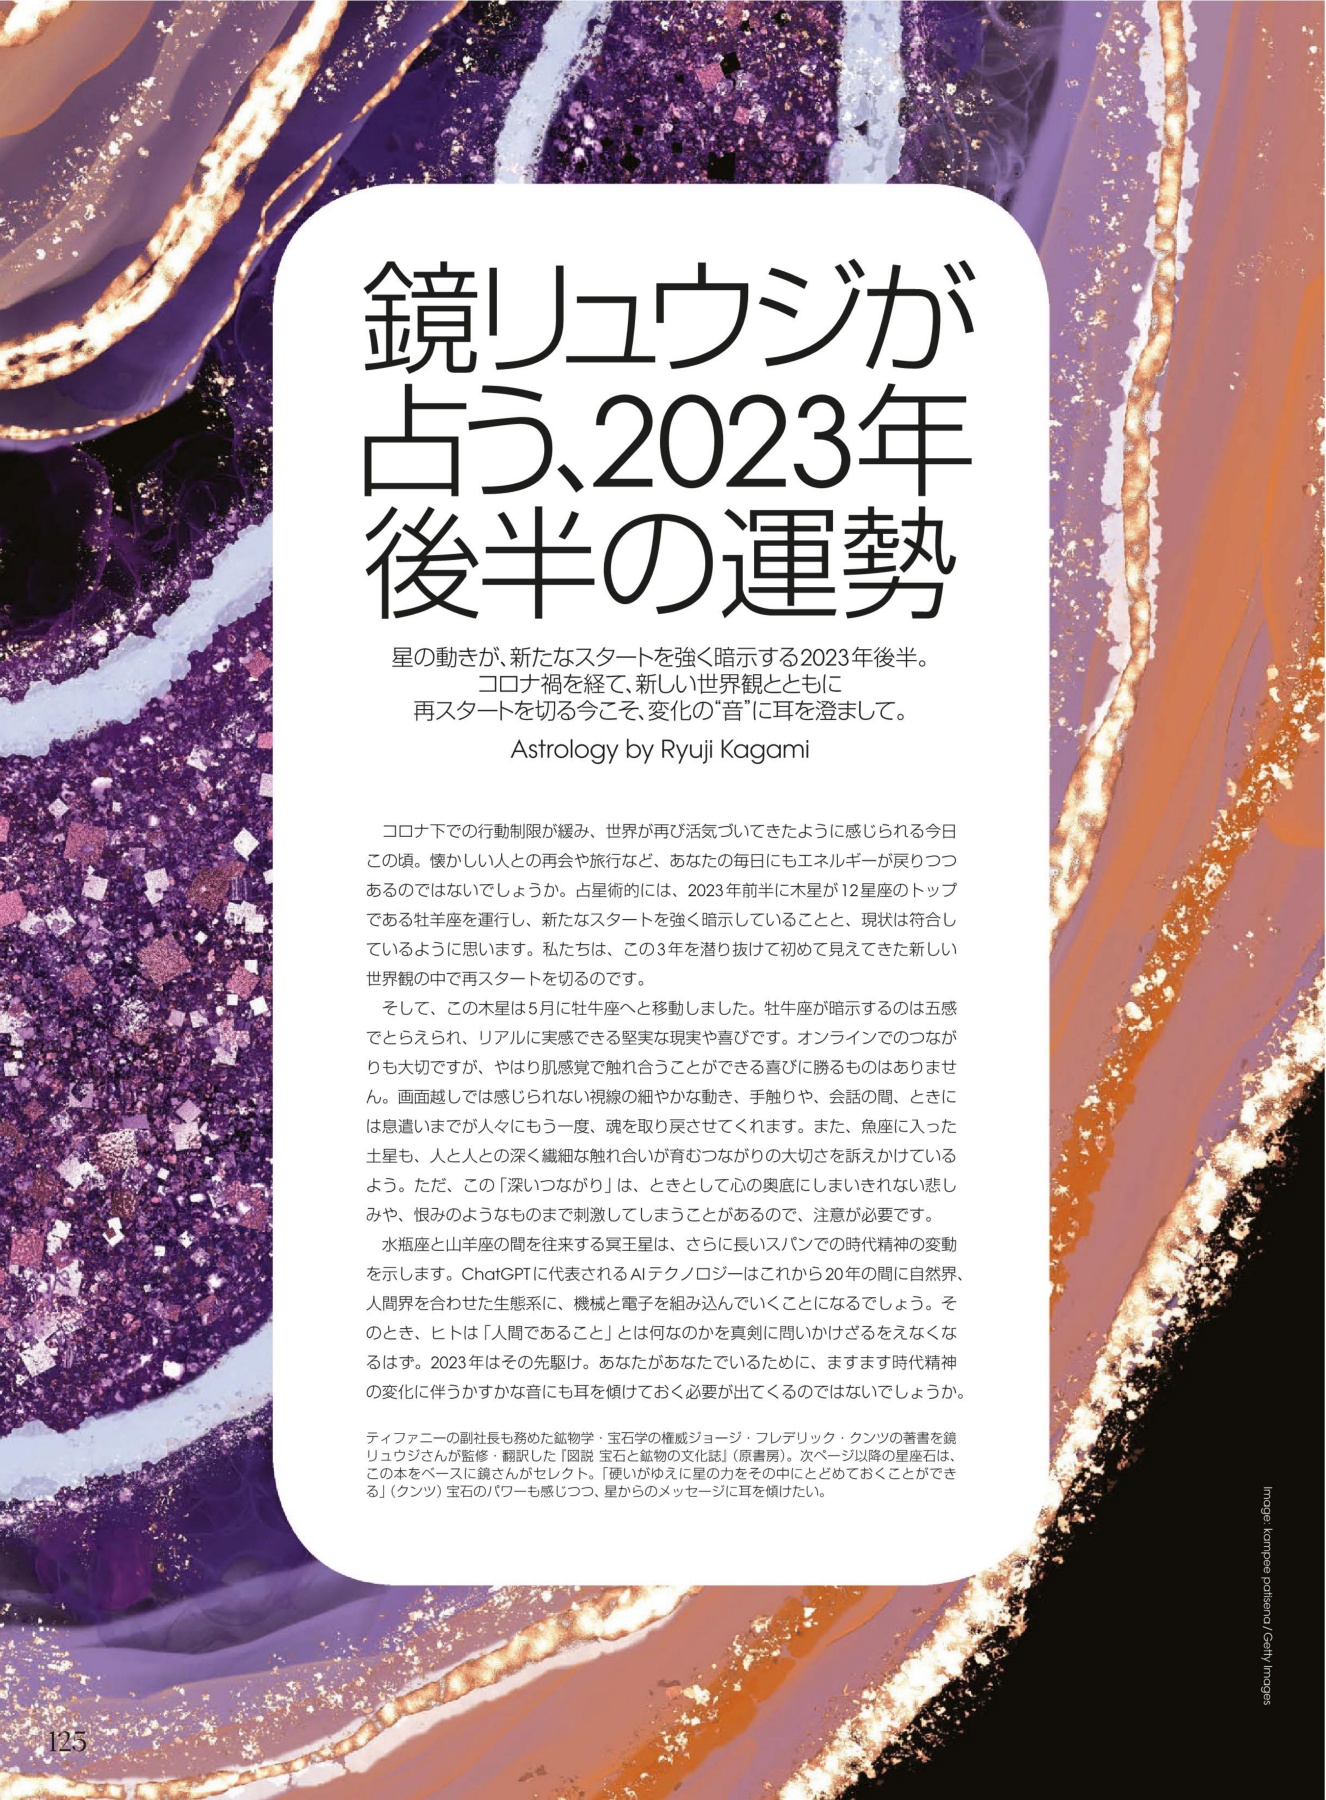 鏡リュウジが
占う、2023年
後半の運勢
星の動きが、新たなスタートを強く暗示する2023年後半。
コロナ禍を経て、新しい世界観とともに
再スタートを切る今こそ、変化の“音”に耳を澄まして。
Astrology by Ryuji Kagami
コロナ下での行動制限が緩み、世界が再び活気づいてきたように感じられる今日
この頃。懐かしい人との再会や旅行など、あなたの毎日にもエネルギーが戻りつつ
あるのではないでしょうか。占星術的には、2023年前半に木星が12星座のトップ
である牡羊座を運行し、新たなスタートを強く暗示していることと、現状は符合し
ているように思います。私たちは、この3年を潜り抜けて初めて見えてきた新しい
世界観の中で再スタートを切るのです。
そして、この木星は5月に牡牛座へと移動しました。牡牛座が暗示するのは五感
でとらえられ、リアルに実感できる堅実な現実や喜びです。オンラインでのつなが
りも大切ですが、やはり肌感覚で触れ合うことができる喜びに勝るものはありませ
ん。画面越しでは感じられない視線の細やかな動き、手触りや、会話の間、ときに
は息遣いまでが人々にもう一度、魂を取り戻させてくれます。また、魚座に入った
土星も、人と人との深く繊細な触れ合いが育むつながりの大切さを訴えかけている
よう。ただ、この「深いつながり」は、ときとして心の奥底にしまいきれない悲し
みや、恨みのようなものまで刺激してしまうことがあるので、注意が必要です。
水瓶座と山羊座の間を往来する冥王星は、さらに長いスパンでの時代精神の変動
を示します。ChatGPTに代表されるAIテクノロジーはこれから20年の間に自然界、
人間界を合わせた生態系に、機械と電子を組み込んでいくことになるでしょう。そ
のとき、ヒトは「人間であること」とは何なのかを真剣に問いかけざるをえなくな
るはず。2023年はその先駆け。あなたがあなたでいるために、ますます時代精神
の変化に伴うかすかな音にも耳を傾けておく必要が出てくるのではないでしょうか。
ティファニーの副社長も務めた鉱物学・宝石学の権威ジョージ・フレデリック・クンツの著書を鏡
リュウジさんが監修・翻訳した『図説 宝石と鉱物の文化誌』（原書房）。次ページ以降の星座石は、
この本をベースに鏡さんがセレクト。「硬いがゆえに星の力をその中にとどめておくことができ
る」（クンツ）宝石のパワーも感じつつ、星からのメッセージに耳を傾けたい。
Image: kampee patisena / Getty Images
125